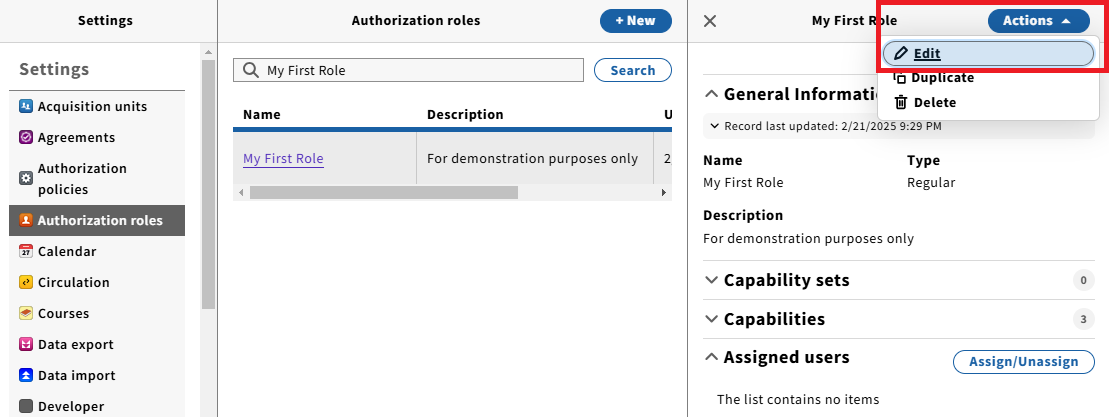 Settings
Settings
Acquisition units
Agreements
Authorization
policies
Authorization roles
27
Calendar
Circulation
Courses
Data export
Data import
Developer
Authorization roles
+ New
My First Role
Search
Name Description U
My First Role For demonstration purposes only 2
My First Role
Actions
Edit
Duplicate
Delete
General Informatic
Record last updated: 2/21/2025 9:29 PM
Name Type
My First Role Regular
Description
For demonstration purposes only
Capability sets 0
Capabilities 3
Assigned users Assign/Unassign
The list contains no items